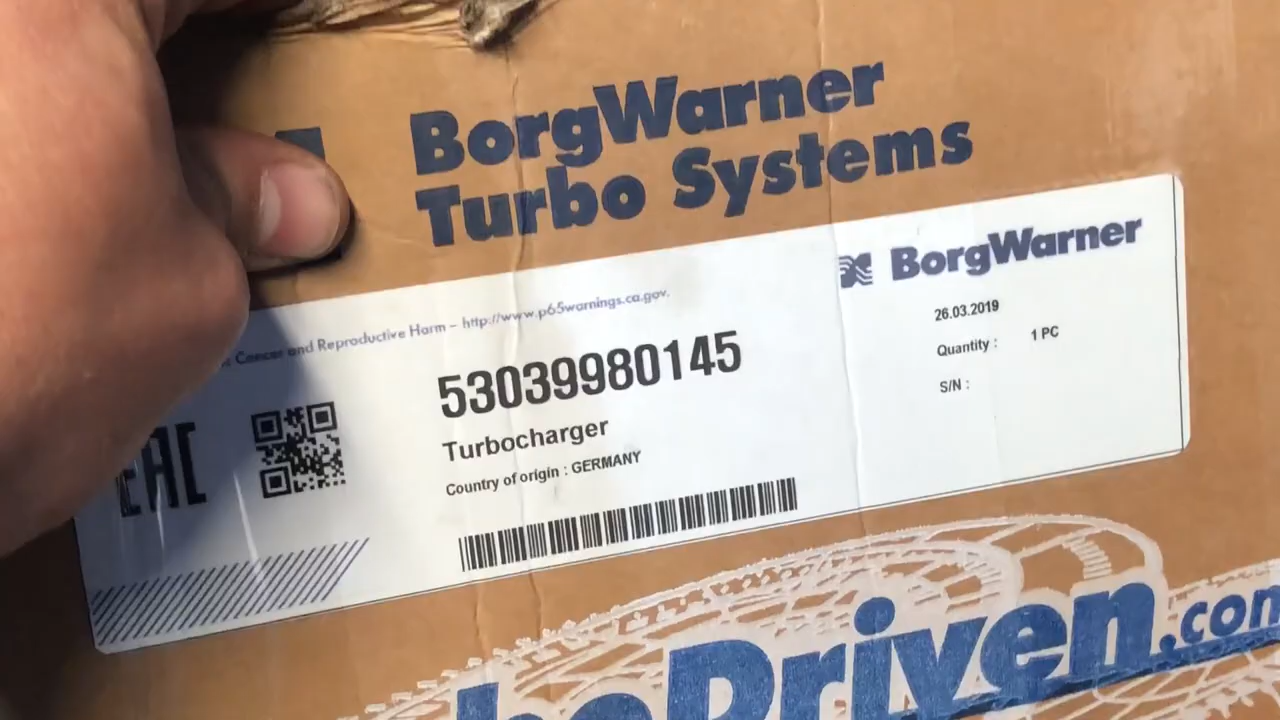 BorgWarner
Turbo Systems
BorgWarner
Cancer and Reproductive Harm – http://www.p65warnings.ca.gov.
26.03.2019
53039980145
Quantity : 1 PC
S/N :
Turbocharger
EAC
Country of origin : GERMANY
boDriven.com